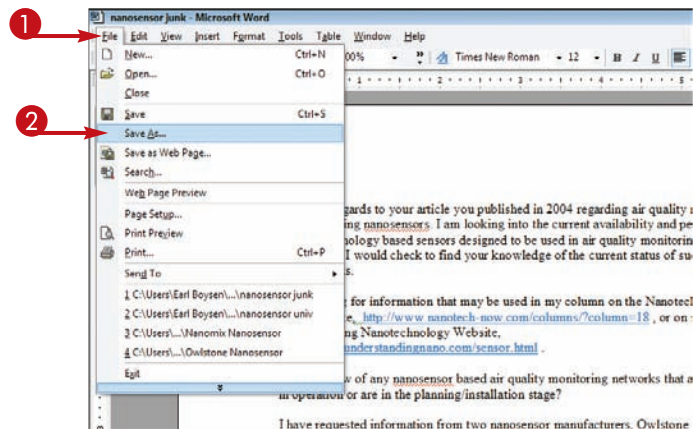 1
nanosensor junk - Microsoft Word
File Edit View Insert Format Tools Table Window Help
New... Ctrl+N
00% Times New Roman 12 B I U
Open... Ctrl+O
1 2 3 4 5
Close
Save Ctrl+S
2
Save As...
Save as Web Page...
Search...
Web Page Preview
Page Setup...
Print Preview
Print... Ctrl+P
Send To
1 C:\Users\Earl Boysen\...\nanosensor junk
2 C:\Users\Earl Boysen\...\nanosensor univ
3 C:\Users\...\Nanomix Nanosensor
4 C:\Users\...\Owlstone Nanosensor
Exit
gards to your article you published in 2004 regarding air quality
ing nanosensors. I am looking into the current availability and pe
nology based sensors designed to be used in air quality monitorin
I would check to find your knowledge of the current status of su
s.
for information that may be used in my column on the Nanotec
e, http://www.nanotech-now.com/columns/?column=18 , or on
ng Nanotechnology Website,
understandingnano.com/sensor.html .
w of any nanosensor based air quality monitoring networks that a
in operation or are in the planning/installation stage?
I have requested information from two nanosensor manufacturers, Owlstone